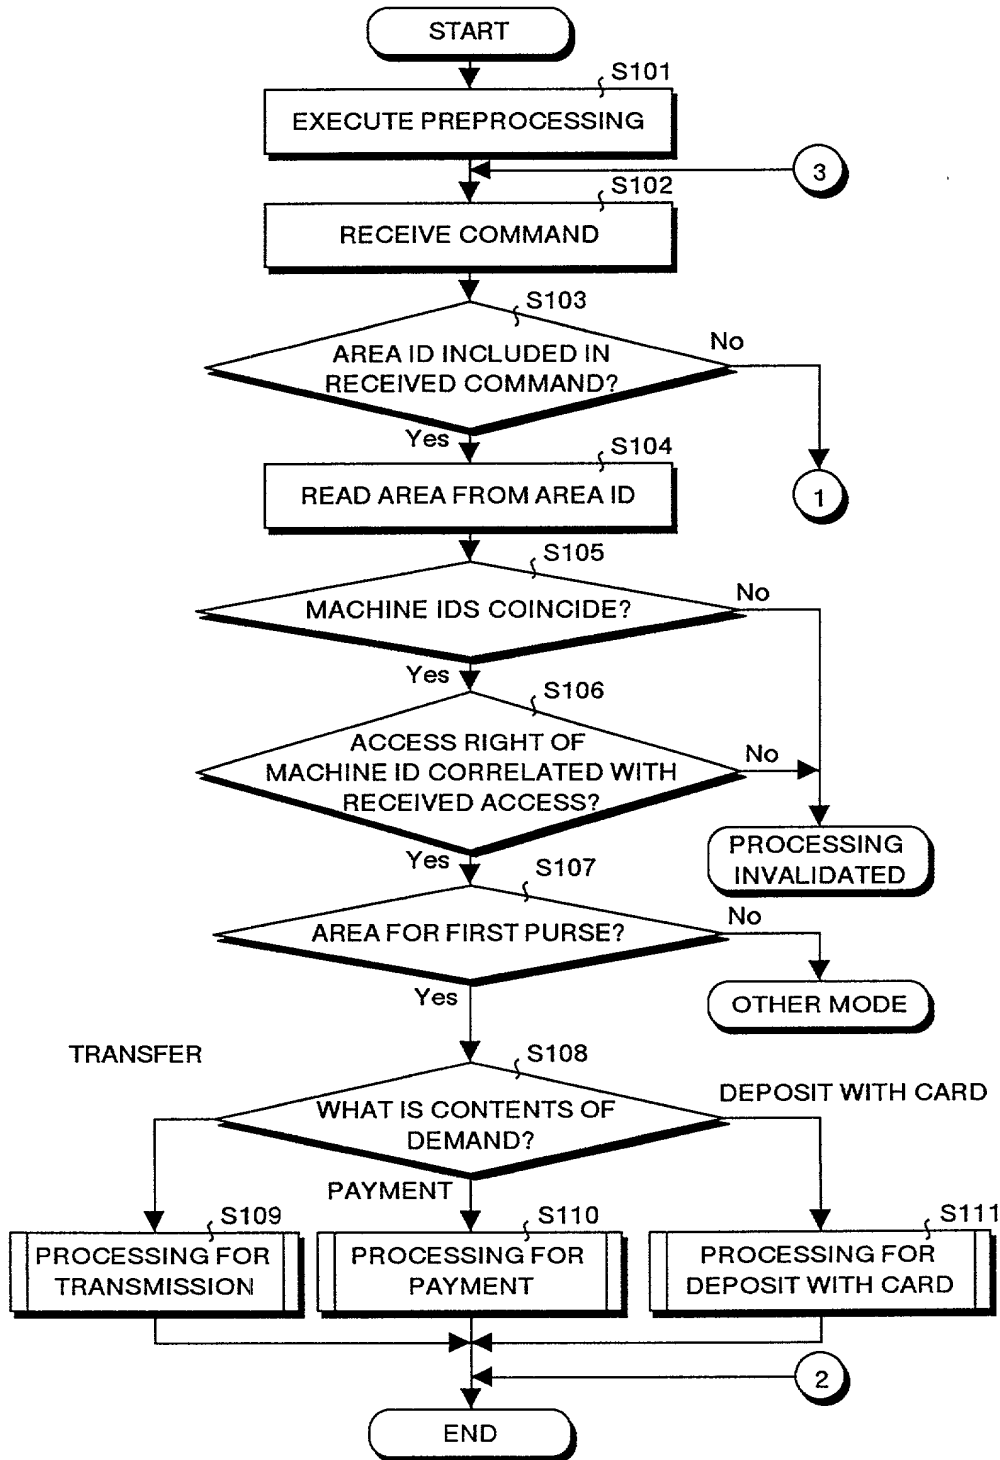 START
S101
EXECUTE PREPROCESSING
3
S102
RECEIVE COMMAND
S103
AREA ID INCLUDED IN
RECEIVED COMMAND?
No
Yes
S104
READ AREA FROM AREA ID
1
S105
MACHINE IDS COINCIDE?
No
Yes
S106
ACCESS RIGHT OF
MACHINE ID CORRELATED WITH
RECEIVED ACCESS?
No
Yes
PROCESSING
INVALIDATED
S107
AREA FOR FIRST PURSE?
No
Yes
OTHER MODE
TRANSFER
S108
DEPOSIT WITH CARD
WHAT IS CONTENTS OF
DEMAND?
PAYMENT
S109
PROCESSING FOR
TRANSMISSION
S110
PROCESSING FOR
PAYMENT
S111
PROCESSING FOR
DEPOSIT WITH CARD
2
END